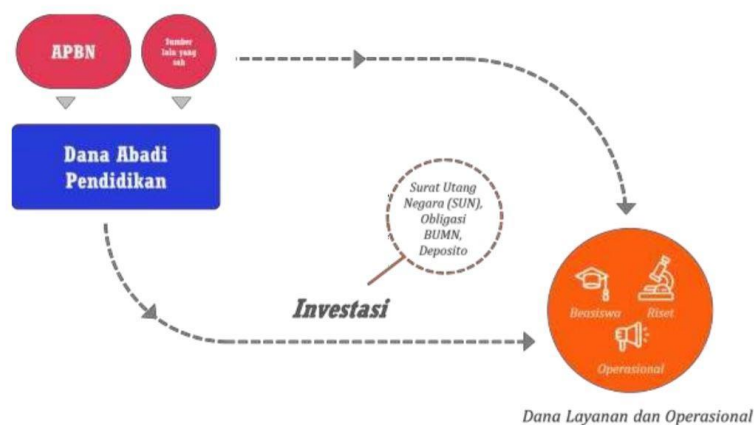 APBN
Sumber
lain yang
sah
Dana Abadi
Pendidikan
Surat Utang
Negara (SUN),
Obligasi
BUMN,
Deposito
Investasi
Beasiswa
Riset
Operasional
Dana Layanan dan Operasional